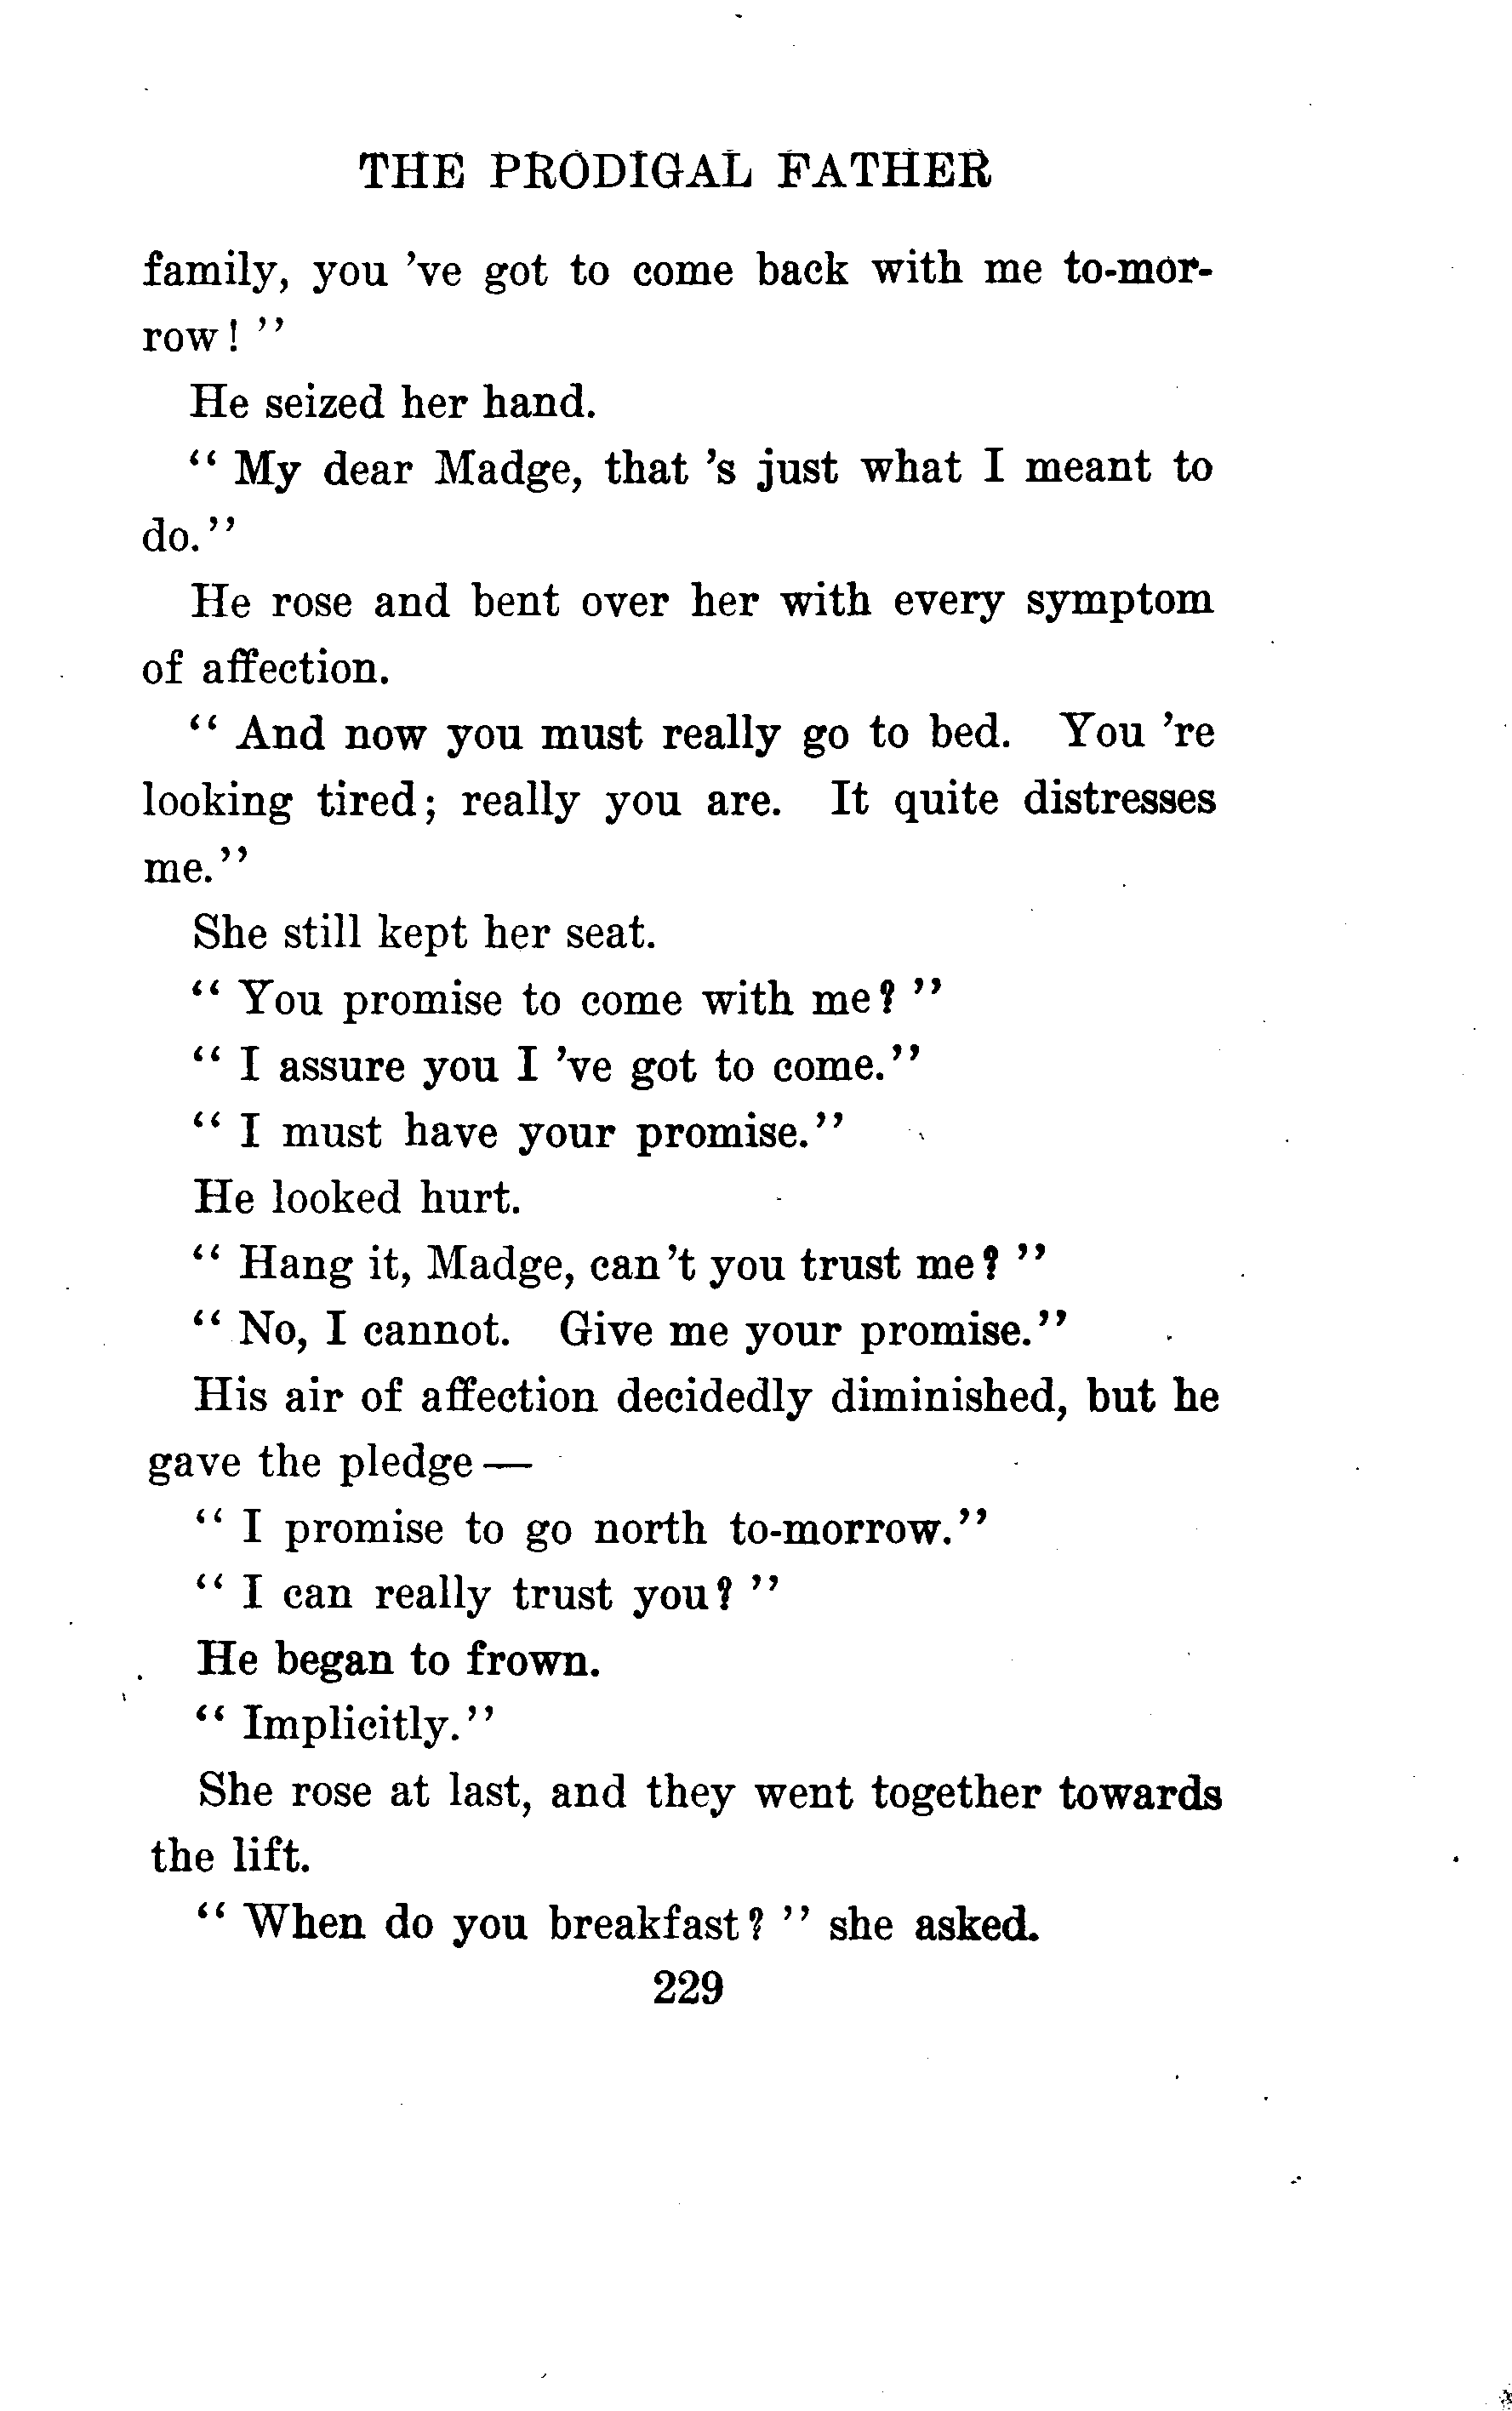 THE PRODIGAL FATHER
family, you 've got to come back with me to-mor-
row! "
He seized her hand.
" My dear Madge, that 's just what I meant to
do."
He rose and bent over her with every symptom
of affection.
" And now you must really go to bed. You 're
looking tired; really you are. It quite distresses
me."
She still kept her seat.
" You promise to come with me? "
" I assure you I 've got to come."
" I must have your promise."
He looked hurt.
" Hang it, Madge, can't you trust me? "
" No, I cannot. Give me your promise."
His air of affection decidedly diminished, but he
gave the pledge —
" I promise to go north to-morrow."
" I can really trust you? "
He began to frown.
" Implicitly."
She rose at last, and they went together towards
the lift.
" When do you breakfast? " she asked.
229